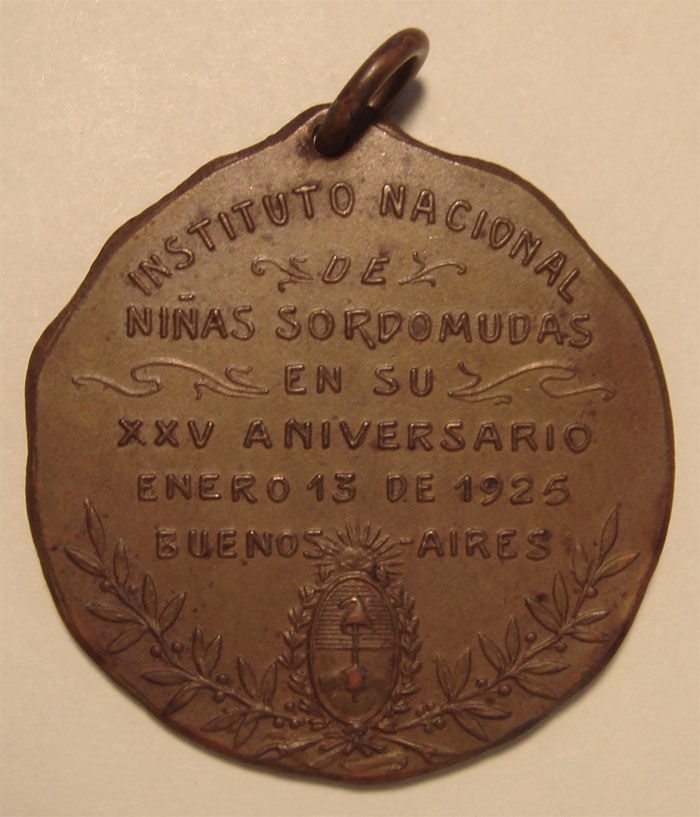 INSTITUTO NACIONAL
DE
NIÑAS SORDOMUDAS
EN SU
XXV ANIVERSARIO
ENERO 13 DE 1925
BUENOS-AIRES